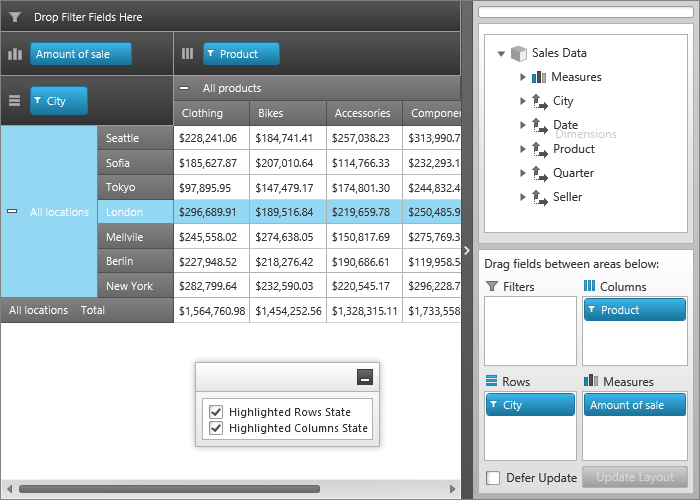 Drop Filter Fields Here
Amount of sale
Product
City
All products
Clothing Bikes Accessories Componen
All locations
Seattle $228,241.06 $184,741.41 $257,038.23 $313,990.7
Sofia $185,627.87 $207,010.64 $114,766.33 $232,293.1
Tokyo $97,895.95 $147,479.17 $174,801.30 $244,832.4
London $296,689.91 $189,516.84 $219,659.78 $250,485.9
Mellvile $245,558.02 $274,638.05 $150,817.69 $275,769.3
Berlin $227,948.52 $218,276.42 $190,686.61 $119,958.5
New York $282,799.64 $232,590.03 $220,545.17 $296,228.7
All locations Total $1,564,760.98 $1,454,252.56 $1,328,315.11 $1,733,558
Highlighted Rows State
Highlighted Columns State
Sales Data
Measures
City
Date
Dimensions
Product
Quarter
Seller
Drag fields between areas below:
Filters Columns
Product
Rows Measures
City Amount of sale
Defer Update Update Layout